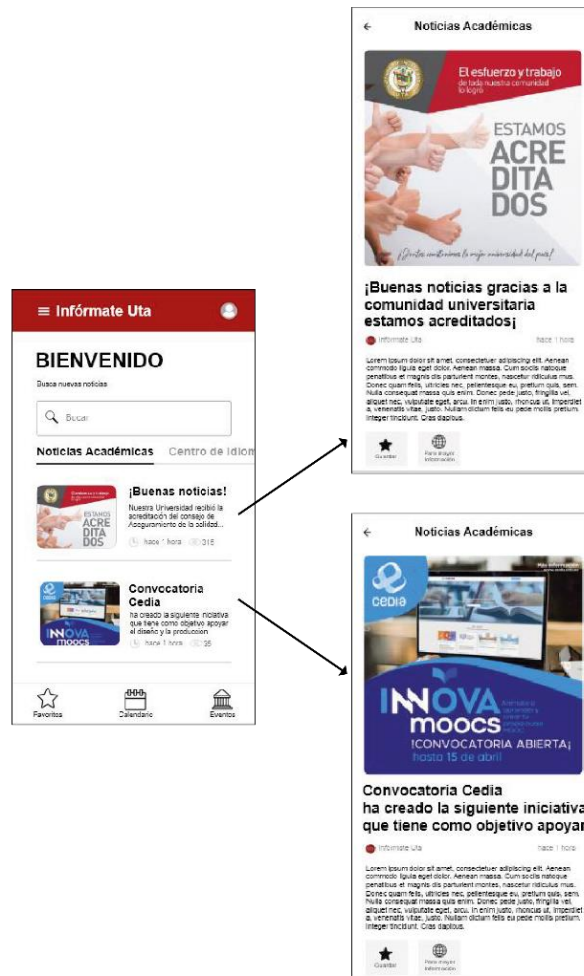 Infórmate Uta
BIENVENIDO
Busca nuevas noticias
Bucar
Noticias Académicas Centro de Idiom
¡Buenas noticias!
Nuestra Universidad recibió la
acreditación del consejo de
Aseguramiento de la calidad...
hace 1 hora 315
Convocatoria
Cedia
ha creado la siguiente iniciativa
que tiene como objetivo apoyar
el diseño y la produccion
hace 1 hora 35
Favoritos Calendario Eventos
Noticias Académicas
El esfuerzo y trabajo
de toda nuestra comunidad
lo logró
ESTAMOS
ACRE
DITA
DOS
¡Buenas noticias gracias a la
comunidad universitaria
estamos acreditados¡
Infórmate Uta hace 1 hora
Lorem ipsum dolor sit amet, consectetuer adipiscing elit. Aenean
commodo ligula eget dolor. Aenean massa. Cum sociis natoque
penatibus et magnis dis parturient montes, nascetur ridiculus mus.
Donec quam felis, ultricies nec, pellentesque eu, pretium quis, sem.
Nulla consequat massa quis enim. Donec pede justo, fringilla vel,
aliquet nec, vulputate eget, arcu. In enim justo, rhoncus ut, imperdiet
a, venenatis vitae, justo. Nullam dictum felis eu pede mollis pretium.
Integer tincidunt. Cras dapibus.
Guardar
Para mayor
información
Noticias Académicas
cedia
INNOVA
moocs
!CONVOCATORIA ABIERTA¡
hasta 15 de abril
Convocatoria Cedia
ha creado la siguiente iniciativa
que tiene como objetivo apoyar
Infórmate Uta hace 1 hora
Lorem ipsum dolor sit amet, consectetuer adipiscing elit. Aenean
commodo ligula eget dolor. Aenean massa. Cum sociis natoque
penatibus et magnis dis parturient montes, nascetur ridiculus mus.
Donec quam felis, ultricies nec, pellentesque eu, pretium quis, sem.
Nulla consequat massa quis enim. Donec pede justo, fringilla vel,
aliquet nec, vulputate eget, arcu. In enim justo, rhoncus ut, imperdiet
a, venenatis vitae, justo. Nullam dictum felis eu pede mollis pretium.
Integer tincidunt. Cras dapibus.
Guardar
Para mayor
información